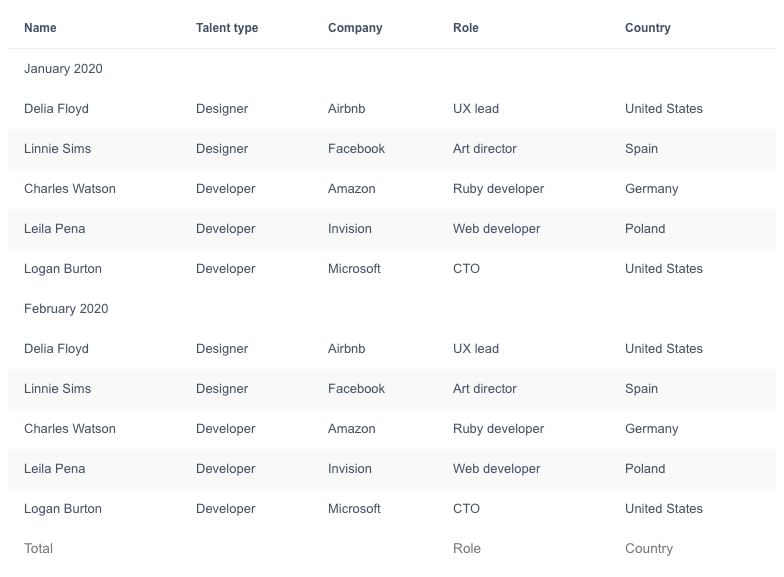 Name Talent type Company Role Country
January 2020
Delia Floyd Designer Airbnb UX lead United States
Linnie Sims Designer Facebook Art director Spain
Charles Watson Developer Amazon Ruby developer Germany
Leila Pena Developer Invision Web developer Poland
Logan Burton Developer Microsoft CTO United States
February 2020
Delia Floyd Designer Airbnb UX lead United States
Linnie Sims Designer Facebook Art director Spain
Charles Watson Developer Amazon Ruby developer Germany
Leila Pena Developer Invision Web developer Poland
Logan Burton Developer Microsoft CTO United States
Total Role Country